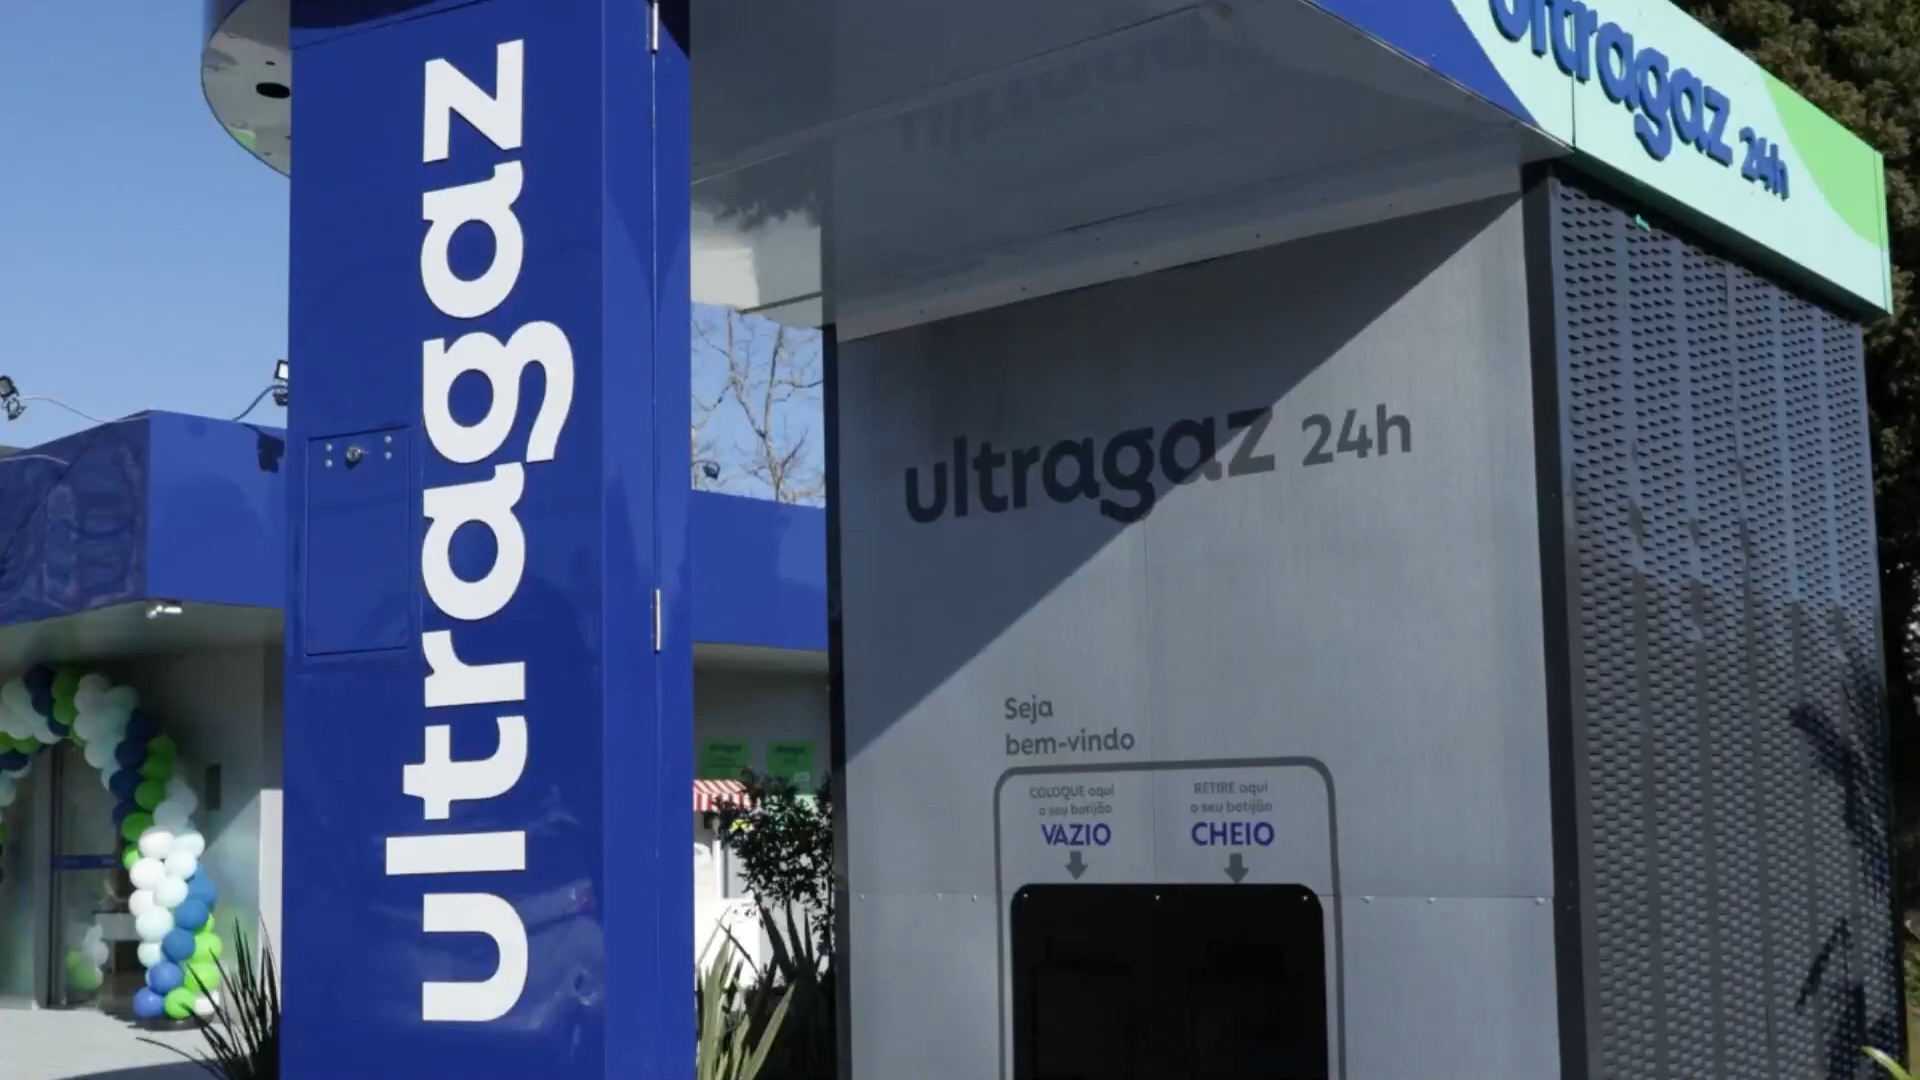 ultragaz
ultragaz 24h
ultragaz 24h
Seja
bem-vindo
COLOQUE aqui
o seu botijão
VAZIO
RETIRE aqui
o seu botijão
CHEIO